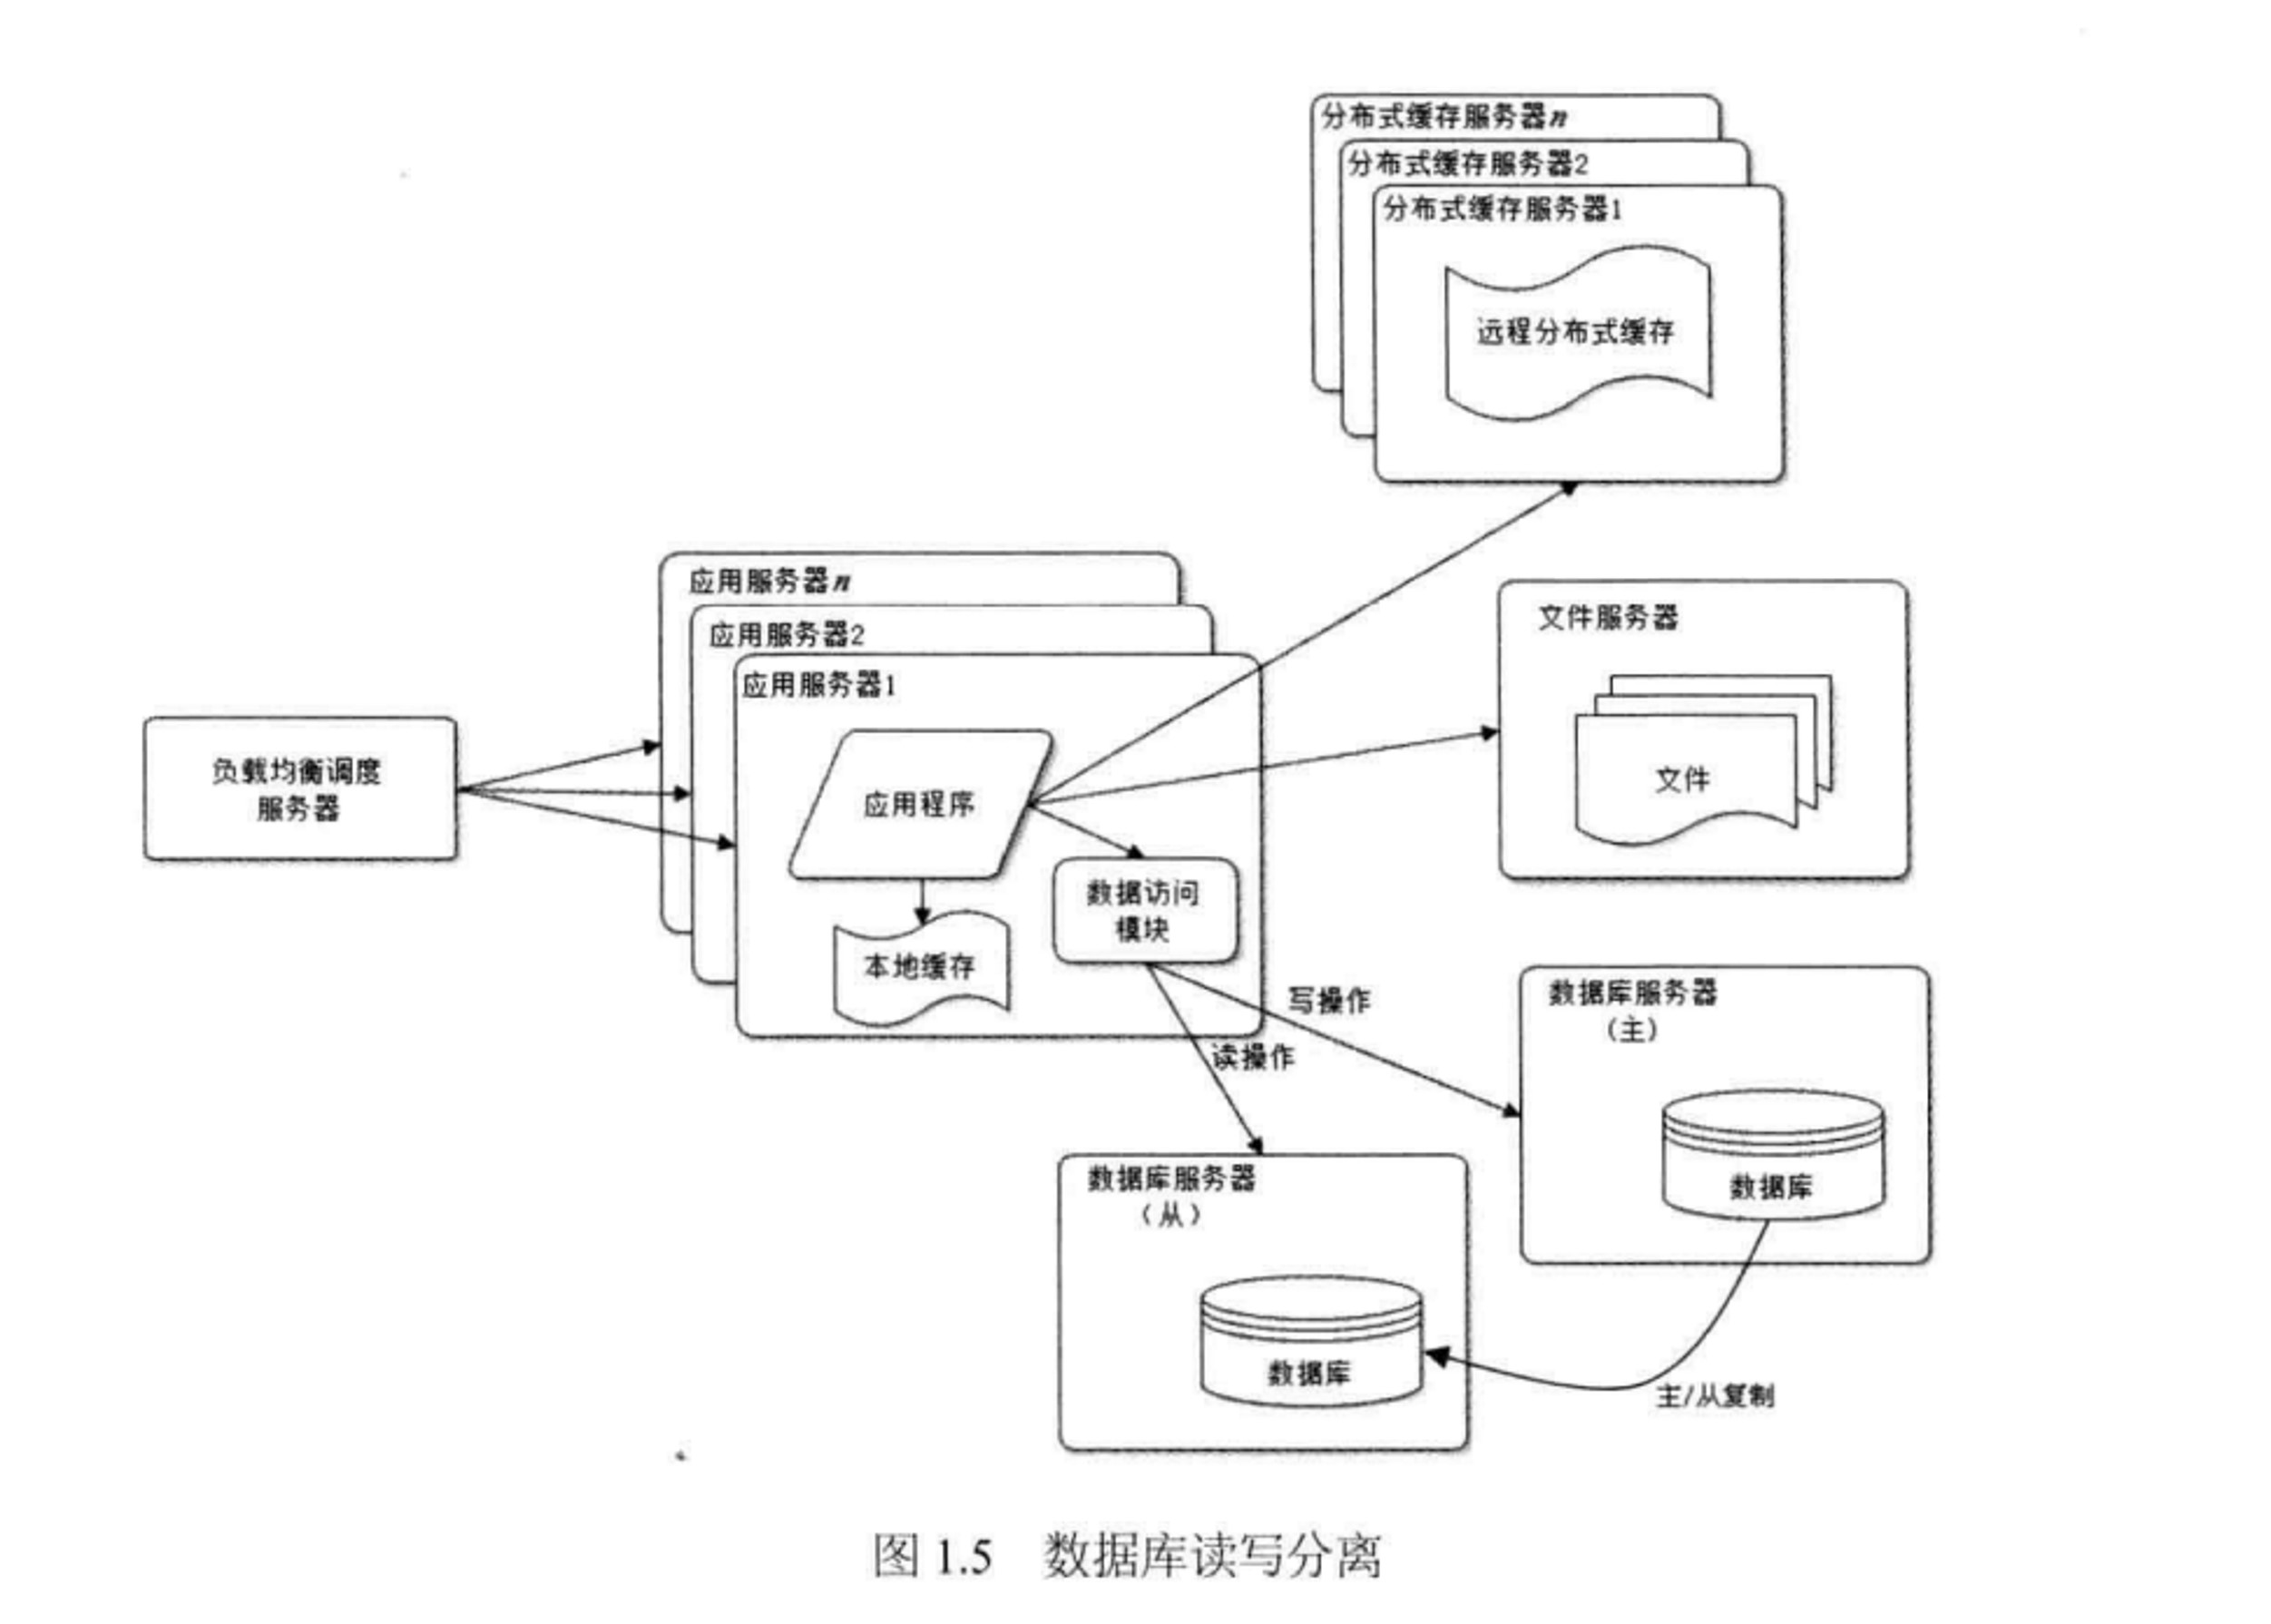 分布式缓存服务器n
分布式缓存服务器2
分布式缓存服务器1
远程分布式缓存
应用服务器n
应用服务器2
应用服务器1
文件服务器
文件
负载均衡调度
服务器
应用程序
数据访问
模块
本地缓存
写操作
读操作
数据库服务器
（主）
数据库
数据库服务器
（从）
数据库
主/从复制
图 1.5 数据库读写分离